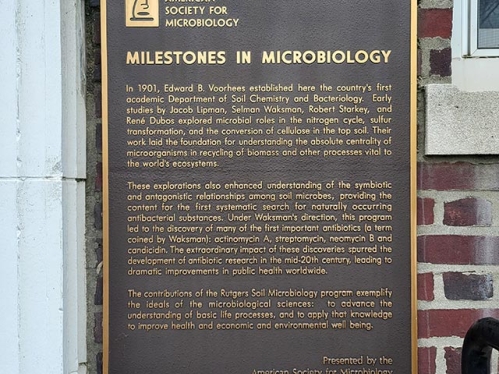 AMERICAN
SOCIETY FOR
MICROBIOLOGY
MILESTONES IN MICROBIOLOGY
In 1901, Edward B. Voorhees established here the country's first
academic Department of Soil Chemistry and Bacteriology. Early
studies by Jacob Lipman, Selman Waksman, Robert Starkey, and
René Dubos explored microbial roles in the nitrogen cycle, sulfur
transformation, and the conversion of cellulose in the top soil. Their
work laid the foundation for understanding the absolute centrality of
microorganisms in recycling of biomass and other processes vital to
the world's ecosystems.
These explorations also enhanced understanding of the symbiotic
and antagonistic relationships among soil microbes, providing the
content for the first systematic search for naturally occurring
antibacterial substances. Under Waksman's direction, this program
led to the discovery of many of the first important antibiotics (a term
coined by Waksman): actinomycin A, streptomycin, neomycin B and
candicidin. The extraordinary impact of these discoveries spurred the
development of antibiotic research in the mid-20th century, leading to
dramatic improvements in public health worldwide.
The contributions of the Rutgers Soil Microbiology program exemplify
the ideals of the microbiological sciences: to advance the
understanding of basic life processes, and to apply that knowledge
to improve health and economic and environmental well being.
Presented by the
American Society for Microbiology